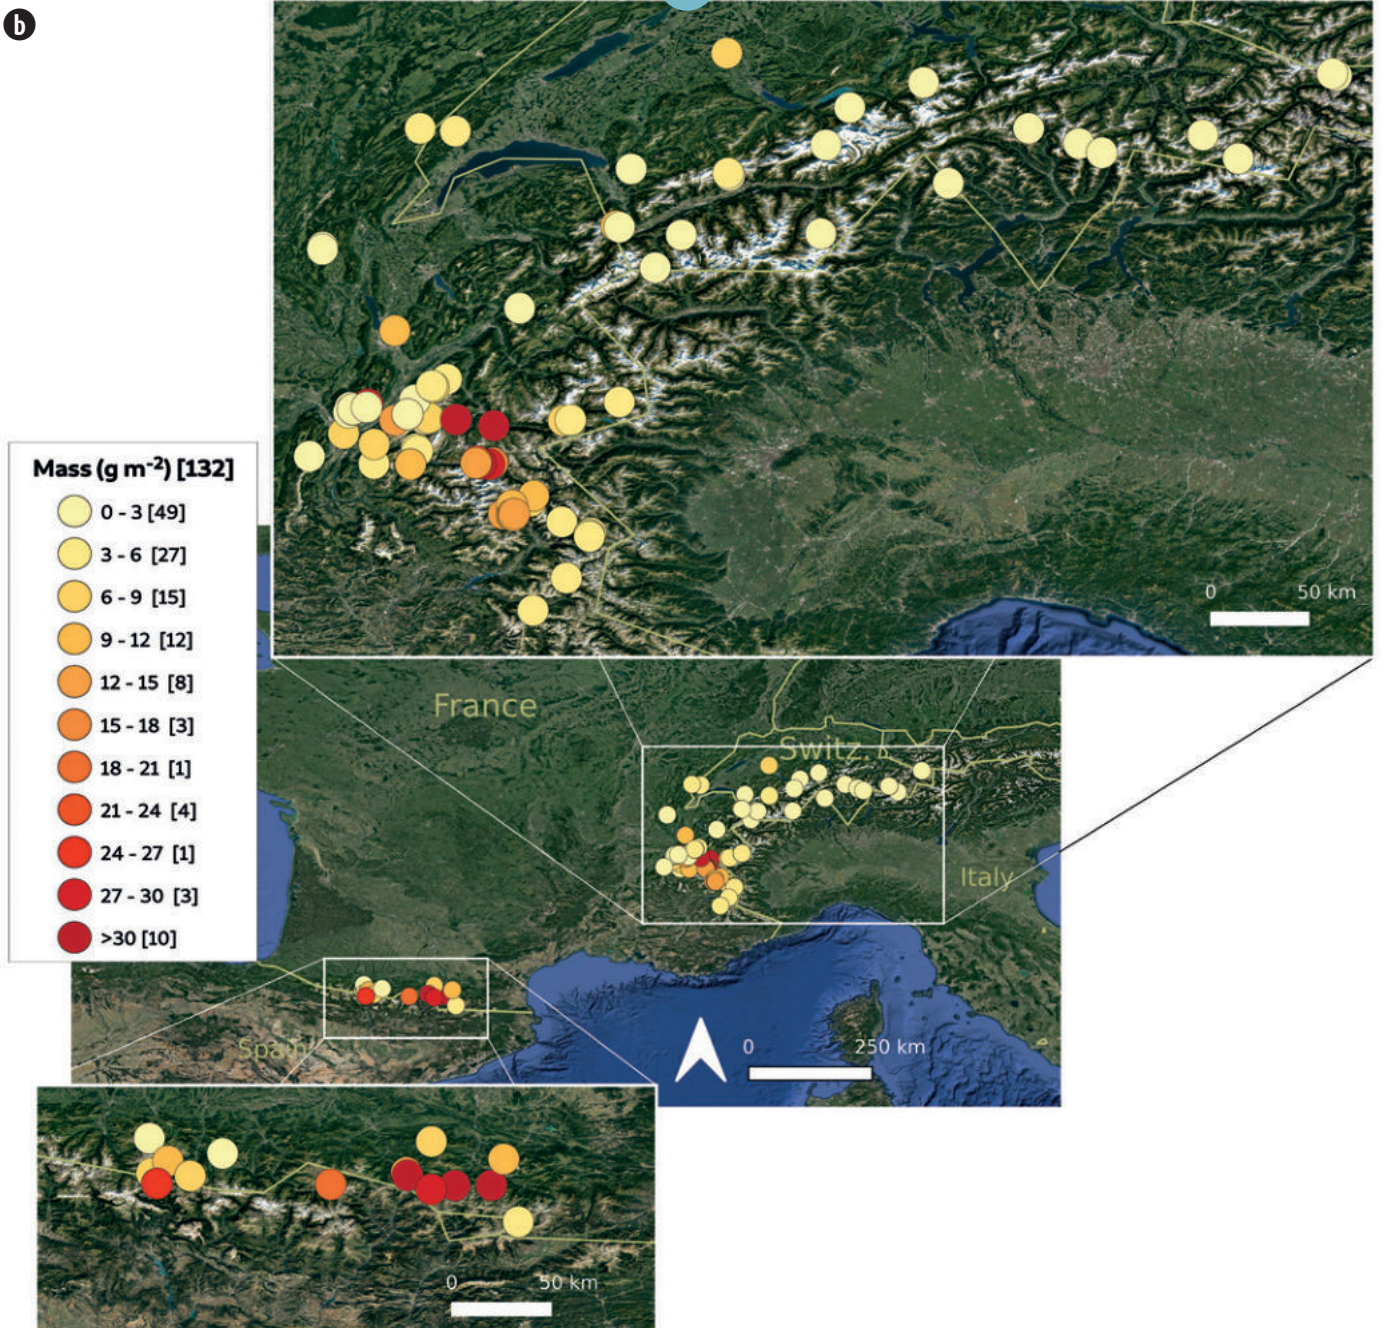 b
0 50 km
Mass (g m-2) [132]
0 - 3 [49]
3 - 6 [27]
6 - 9 [15]
9 - 12 [12]
12 - 15 [8]
15 - 18 [3]
18 - 21 [1]
21 - 24 [4]
24 - 27 [1]
27 - 30 [3]
>30 [10]
France
Switz.
Italy
Spain
0 250 km
0 50 km